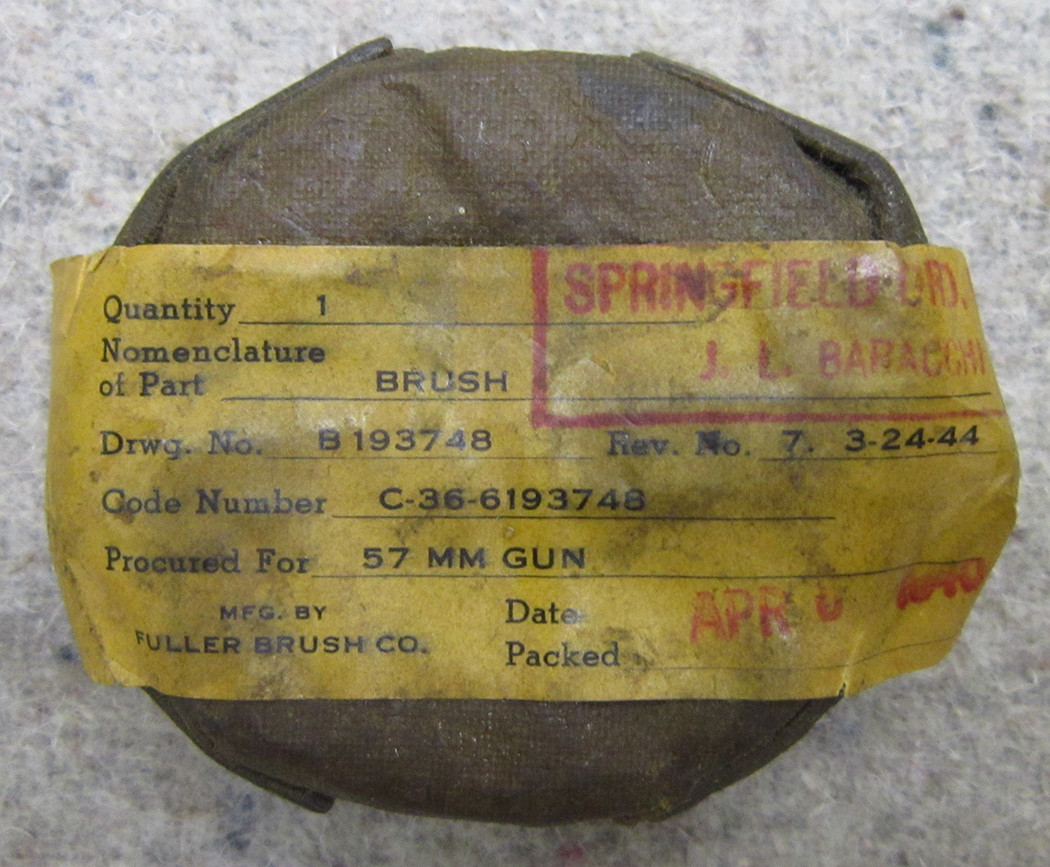 SPRINGFIELD ORD.
J. L. BARACCHI
Quantity 1
Nomenclature
of Part BRUSH
Drwg. No. B193748 Rev. No. 7. 3-24-44
Code Number C-36-6193748
Procured For 57 MM GUN
MFG. BY
FULLER BRUSH CO.
Date
Packed
APR